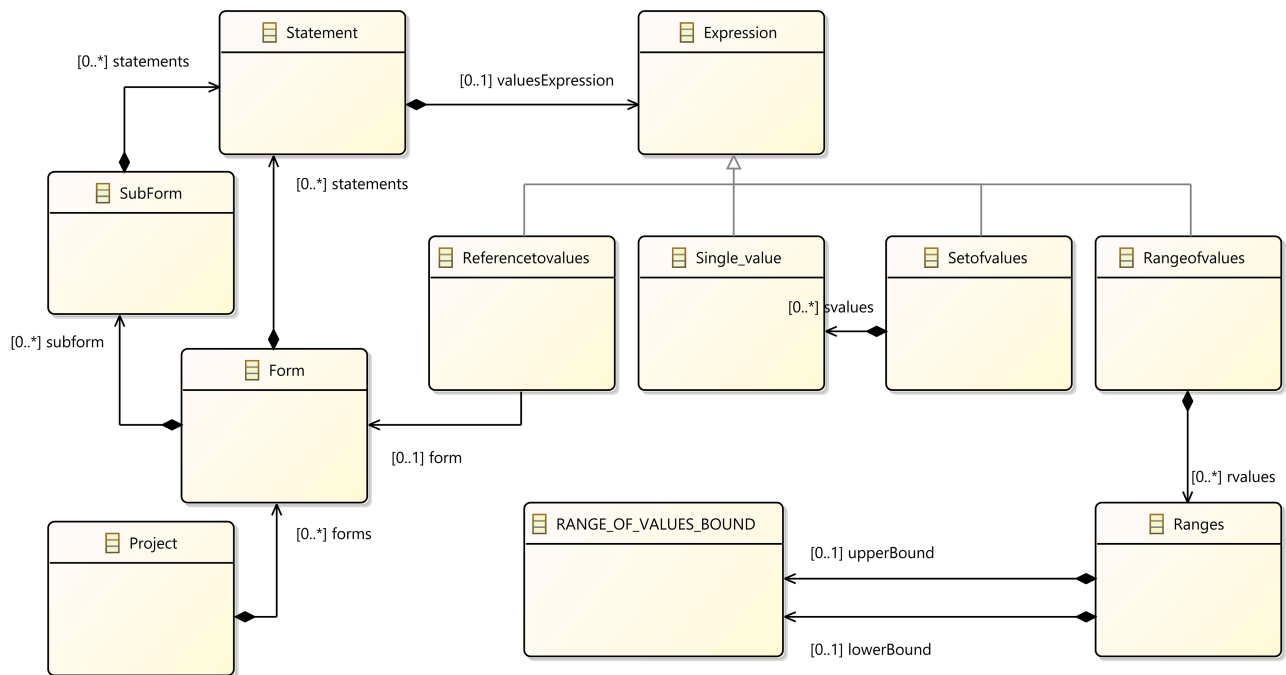 Statement
Expression
[0..*] statements
[0..1] valuesExpression
SubForm
[0..*] statements
Referencetovalues
Single_value
Setofvalues
Rangeofvalues
[0..*] svalues
[0..*] subform
Form
[0..1] form
[0..*] rvalues
RANGE_OF_VALUES_BOUND
Ranges
[0..*] forms
Project
[0..1] upperBound
[0..1] lowerBound